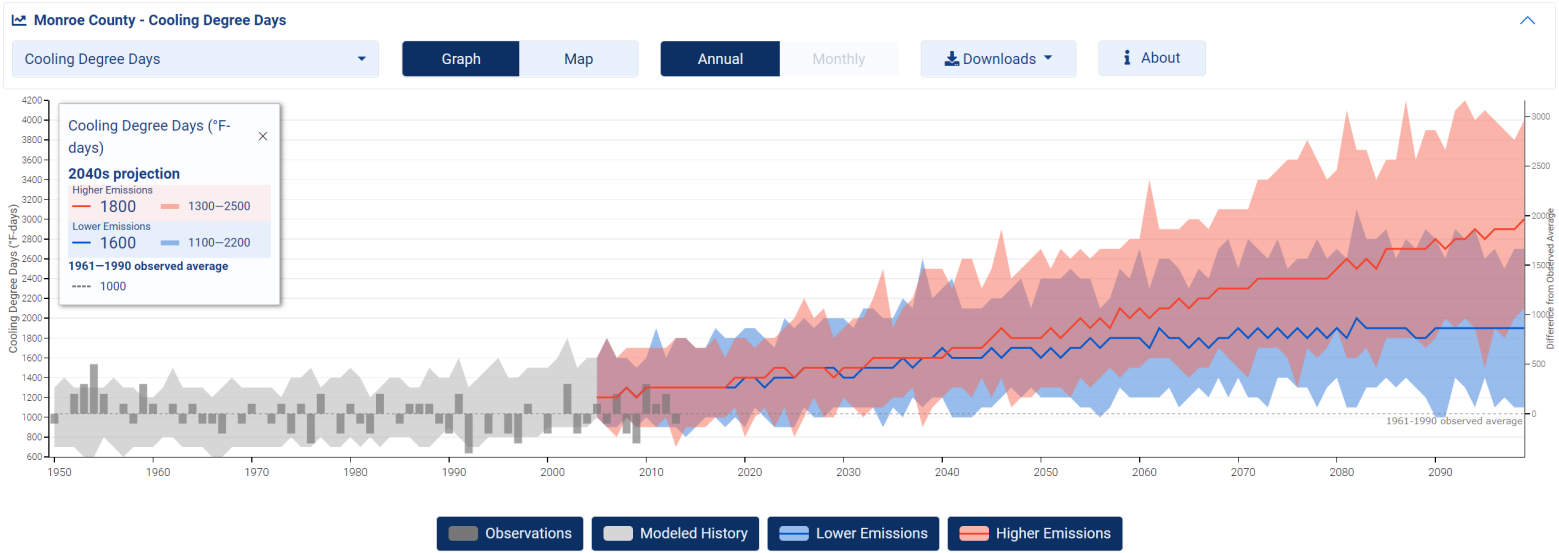 Monroe County - Cooling Degree Days
Cooling Degree Days
Graph
Map
Annual
Monthly
Downloads
About
4200
4000
3800
3600
3400
3200
3000
2800
2600
2400
2200
2000
1800
1600
1400
1200
1000
800
600
Cooling Degree Days (°F-days)
Cooling Degree Days (°F-
days)
2040s projection
Higher Emissions
1800 1300—2500
Lower Emissions
1600 1100—2200
1961—1990 observed average
1000
3000
2500
2000
1500
1000
500
0
Difference from Observed Average
1961-1990 observed average
1950 1960 1970 1980 1990 2000 2010 2020 2030 2040 2050 2060 2070 2080 2090
Observations
Modeled History
Lower Emissions
Higher Emissions